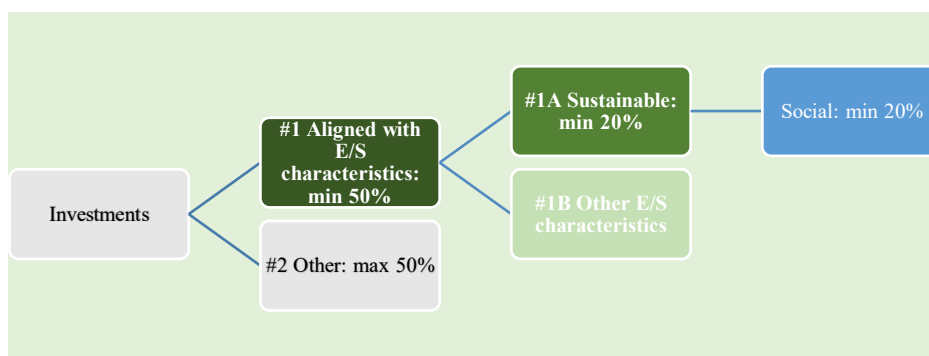 Investments
#1 Aligned with
E/S
characteristics:
min 50%
#2 Other: max 50%
#1A Sustainable:
min 20%
#1B Other E/S
characteristics
Social: min 20%